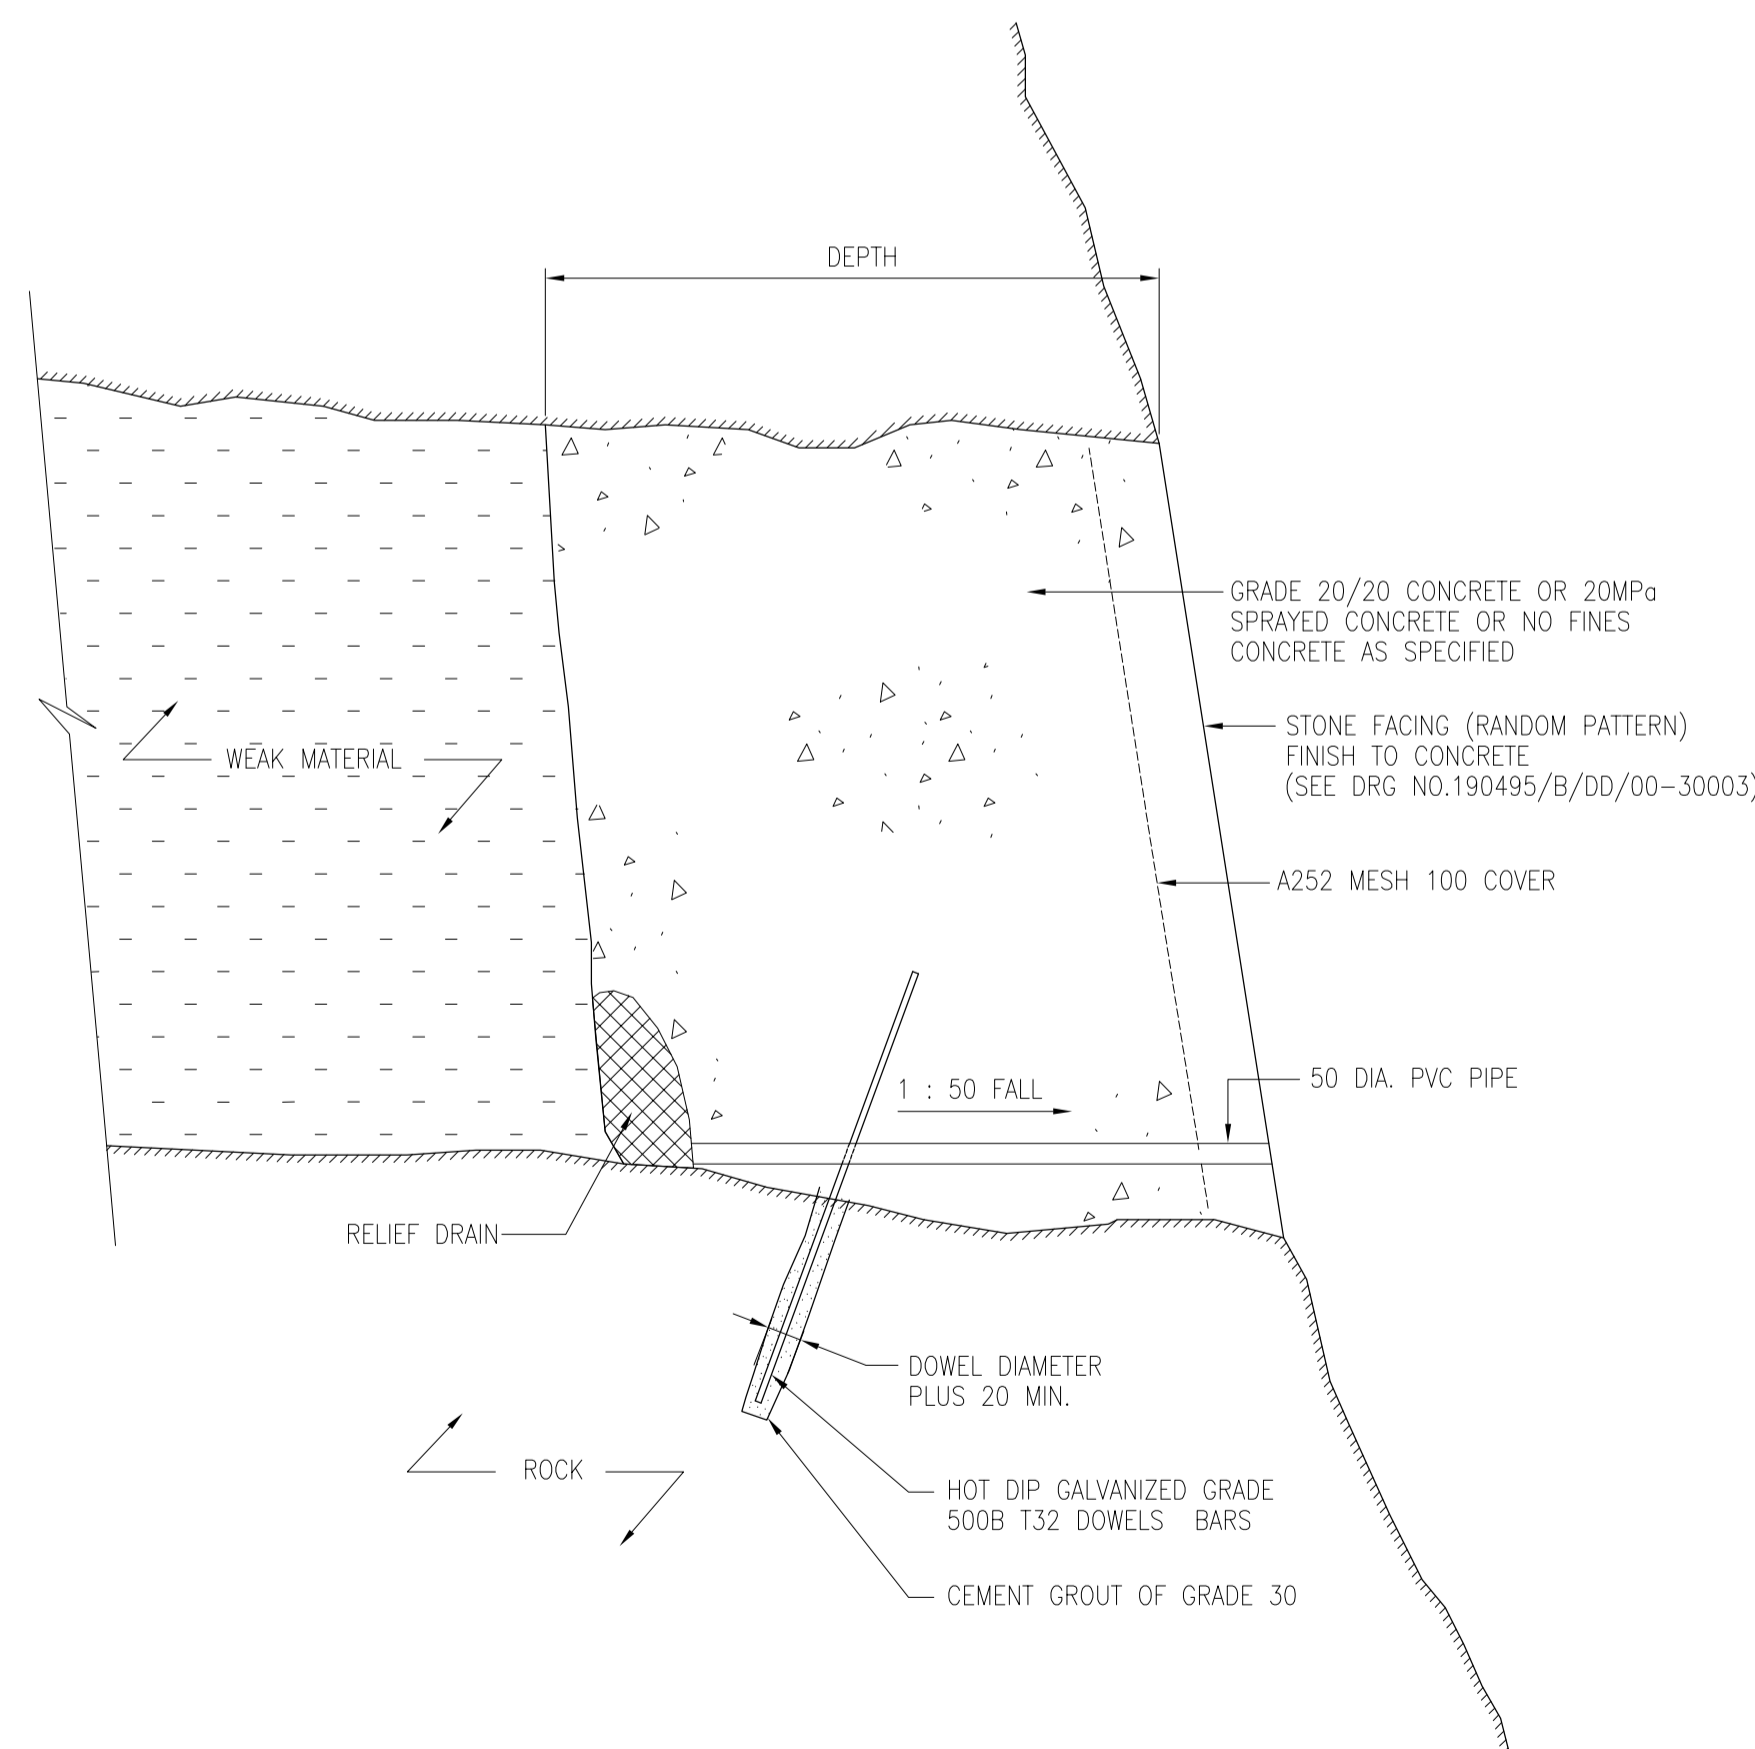 DEPTH
GRADE 20/20 CONCRETE OR 20MPa
SPRAYED CONCRETE OR NO FINES
CONCRETE AS SPECIFIED
STONE FACING (RANDOM PATTERN)
FINISH TO CONCRETE
(SEE DRG NO.190495/B/DD/00-30003)
WEAK MATERIAL
A252 MESH 100 COVER
50 DIA. PVC PIPE
1 : 50 FALL
RELIEF DRAIN
DOWEL DIAMETER
PLUS 20 MIN.
ROCK
HOT DIP GALVANIZED GRADE
500B T32 DOWELS BARS
CEMENT GROUT OF GRADE 30